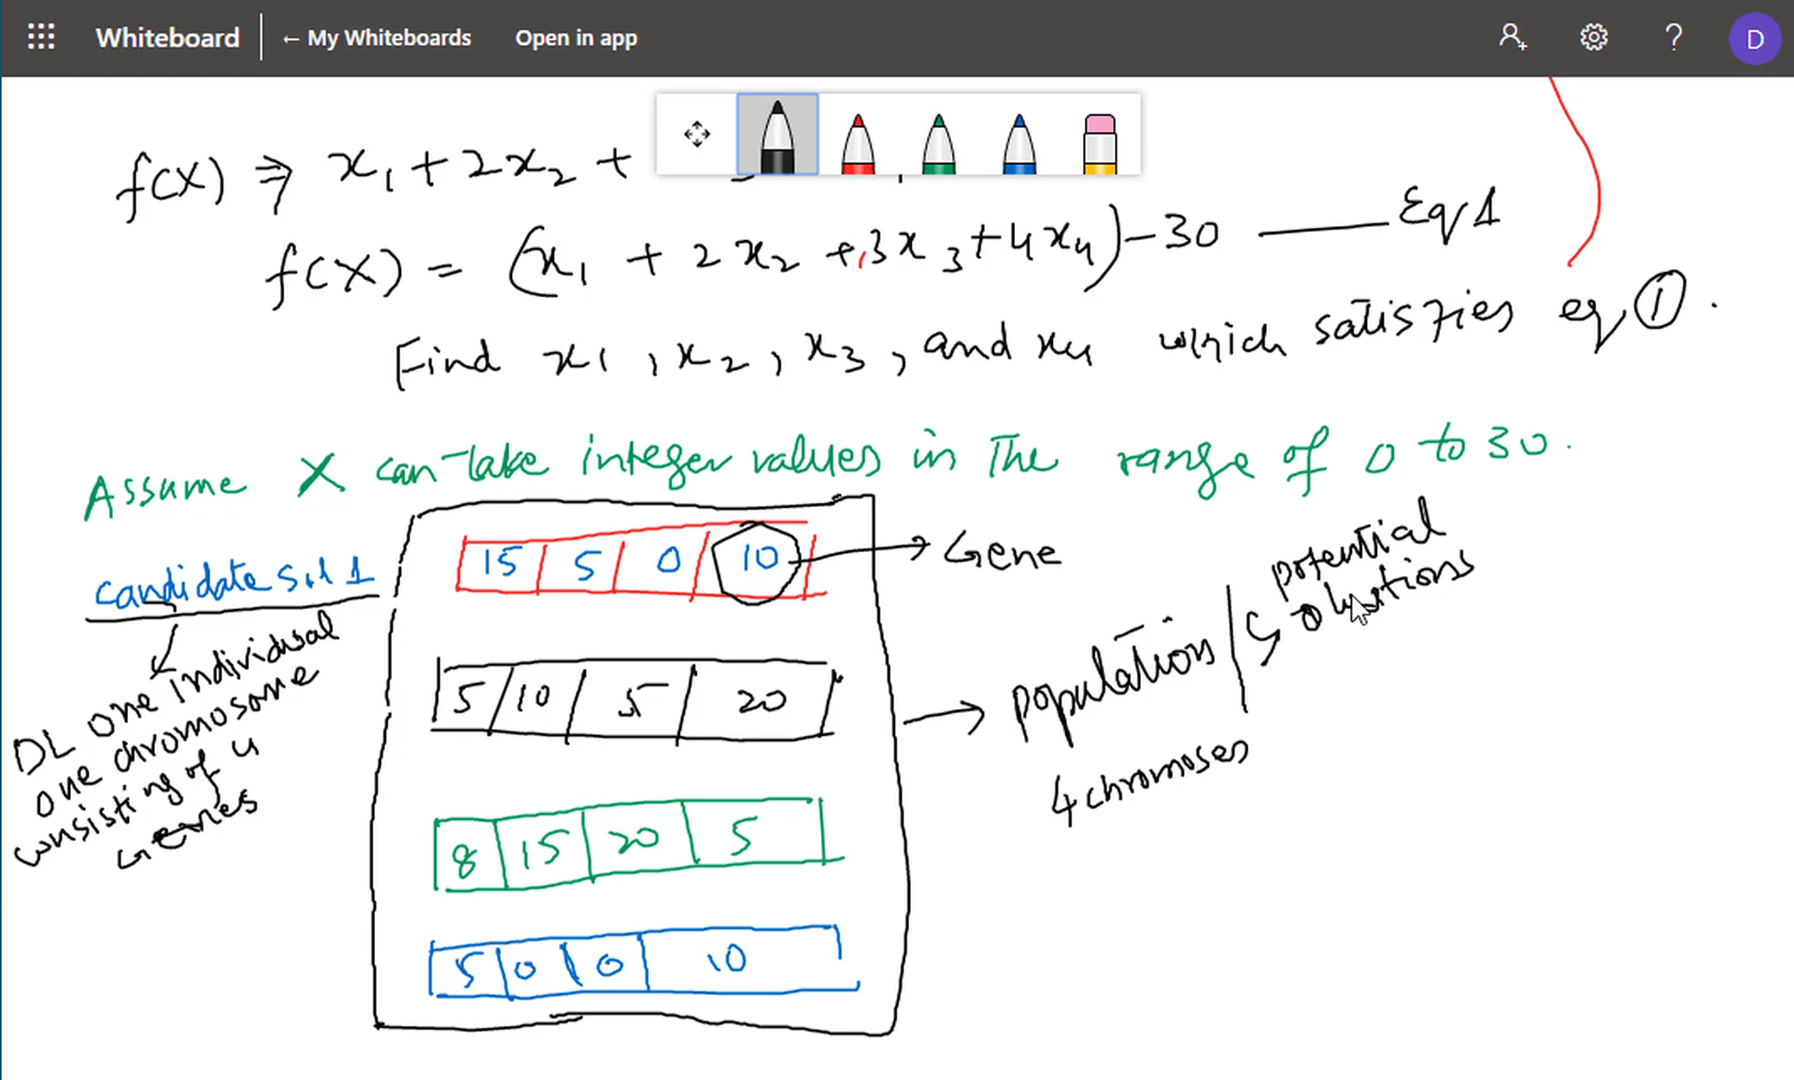 Whiteboard ← My Whiteboards Open in app ? D
f(X) ⇒ x₁ + 2x₂ +
f(X) = (x₁ + 2x₂ + 3x₃ + 4x₄) - 30 —— Eq 1
Find x₁, x₂, x₃, and x₄ which satisfies eq ①.
Assume X can take integer values in The range of 0 to 30.
candidate sol 1
15 5 0 10
→ Gene
potential
solutions
5 10 5 20
→ population /
4 chromoses
one individual
one chromosome
consisting of 4
Genes
8 15 20 5
5 0 0 10